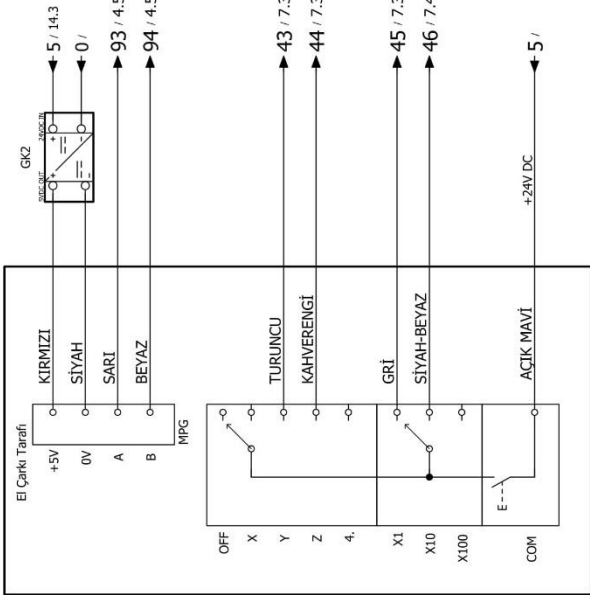 GK2
5VDC OUT
24VDC IN
+
+
-
-
5 / 14.3
0 /
93 / 4.5
94 / 4.5
43 / 7.3
44 / 7.3
45 / 7.3
46 / 7.4
5 /
+24V DC
El Çarkı Tarafı
+5V
KIRMIZI
0V
SİYAH
A
SARI
B
BEYAZ
MPG
OFF
X
Y
TURUNCU
Z
KAHVERENGİ
4.
X1
GRİ
X10
SİYAH-BEYAZ
X100
E
COM
AÇIK MAVİ